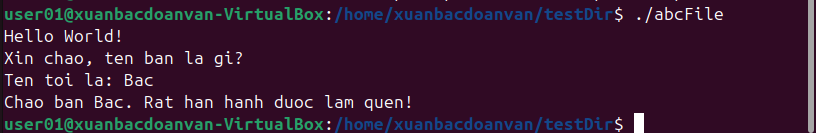 user01@xuanbacdoanvan-VirtualBox:/home/xuanbacdoanvan/testDir$ ./abcFile
Hello World!
Xin chao, ten ban la gi?
Ten toi la: Bac
Chao ban Bac. Rat han hanh duoc lam quen!
user01@xuanbacdoanvan-VirtualBox:/home/xuanbacdoanvan/testDir$